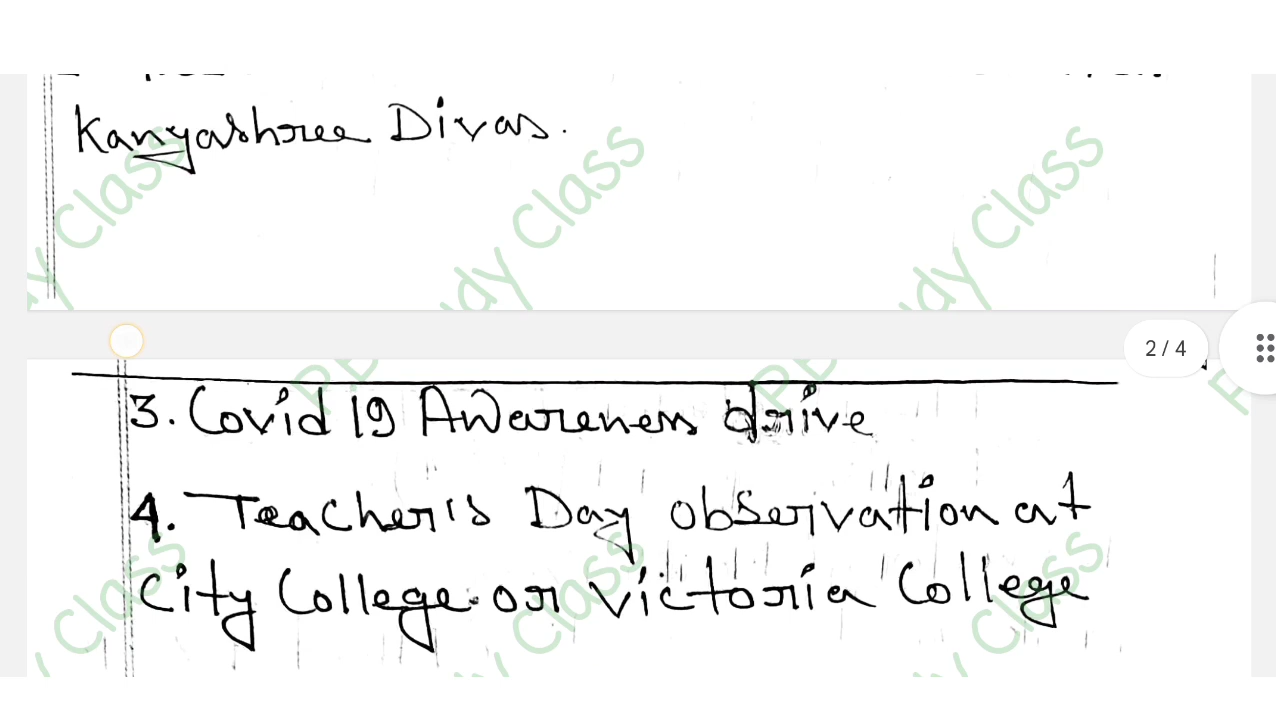 Kanyashree Divas.
2 / 4
3. Covid 19 Awareness drive
4. Teacher's Day observation at
City College or Victoria College